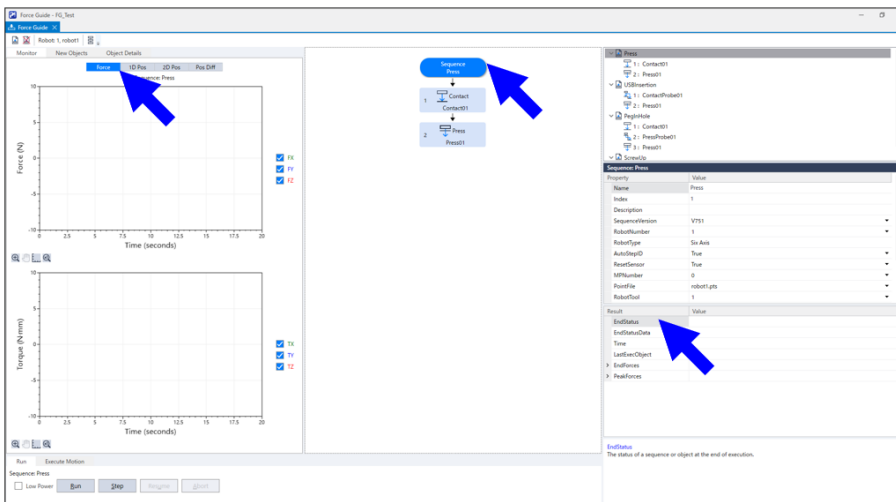 Force Guide - FG_Test
Force Guide
Robot: 1, robot1
Monitor New Objects Object Details
Force 1D Pos 2D Pos Pos Diff
Sequence: Press
Force (N)
10
5
0
-5
-10
0 2.5 5 7.5 10 12.5 15 17.5 20
Time (seconds)
FX
FY
FZ
Torque (N·mm)
10
5
0
-5
-10
0 2.5 5 7.5 10 12.5 15 17.5 20
Time (seconds)
TX
TY
TZ
Run Execute Motion
Sequence: Press
Low Power Run Step Resume Abort
Sequence
Press
1 Contact
Contact01
2 Press
Press01
Press
1 : Contact01
2 : Press01
USBInsertion
1 : ContactProbe01
2 : Press01
PegInHole
1 : Contact01
2 : PressProbe01
3 : Press01
ScrewUp
Sequence: Press
Property Value
Name Press
Index 1
Description
SequenceVersion V751
RobotNumber 1
RobotType Six Axis
AutoStepID True
ResetSensor True
MPNumber 0
PointFile robot1.pts
RobotTool 1
Result Value
EndStatus
EndStatusData
Time
LastExecObject
EndForces
PeakForces
EndStatus
The status of a sequence or object at the end of execution.